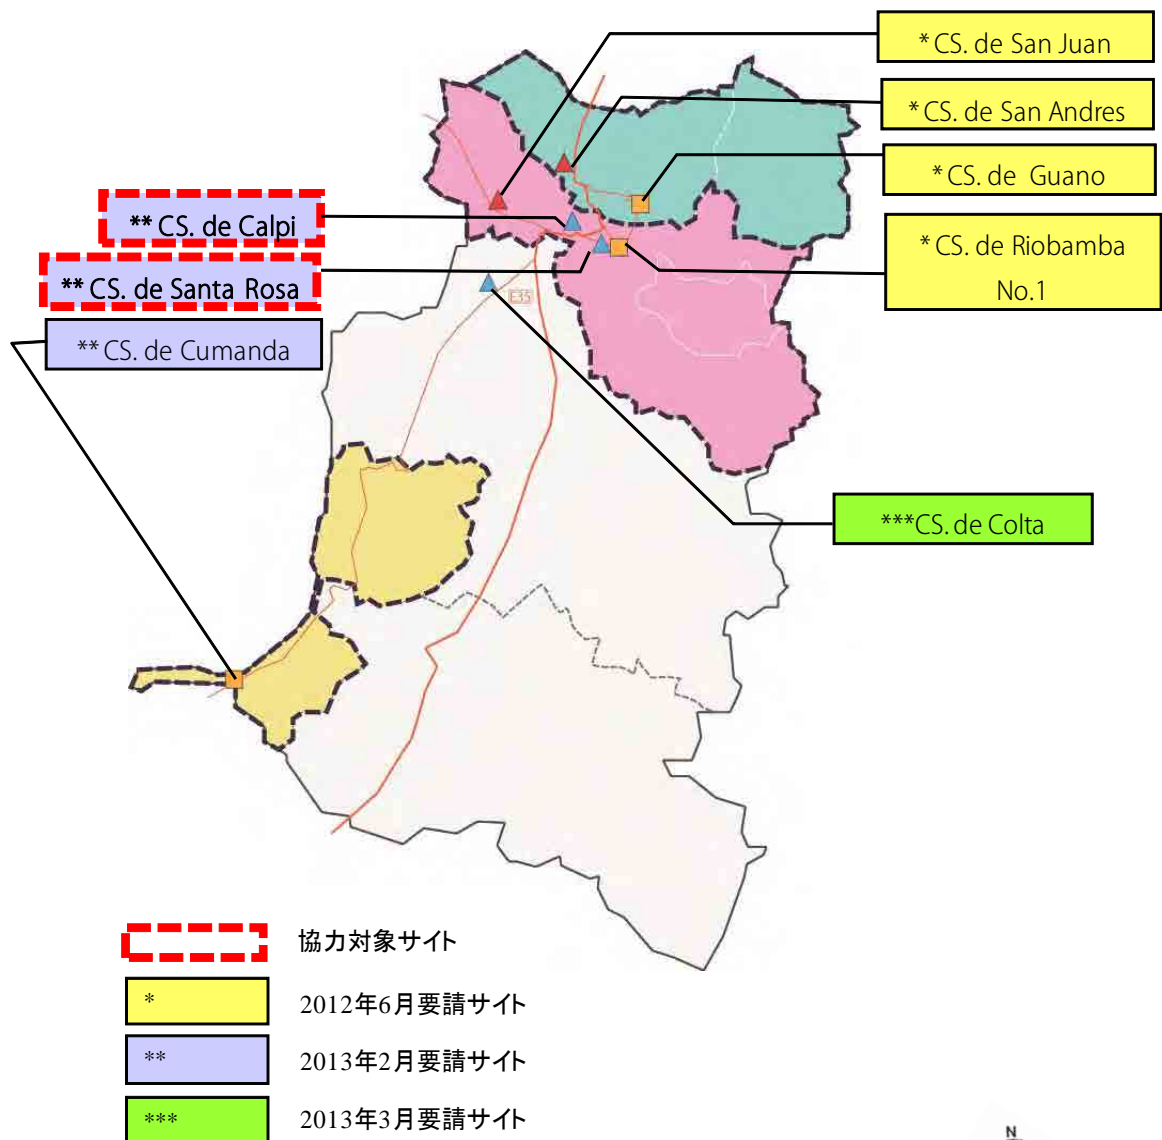 *CS. de San Juan
*CS. de San Andres
*CS. de Guano
**CS. de Calpi
*CS. de Riobamba
No.1
**CS. de Santa Rosa
E35
**CS. de Cumanda
***CS. de Colta
協力対象サイト
* 2012年6月要請サイト
** 2013年2月要請サイト
*** 2013年3月要請サイト
N